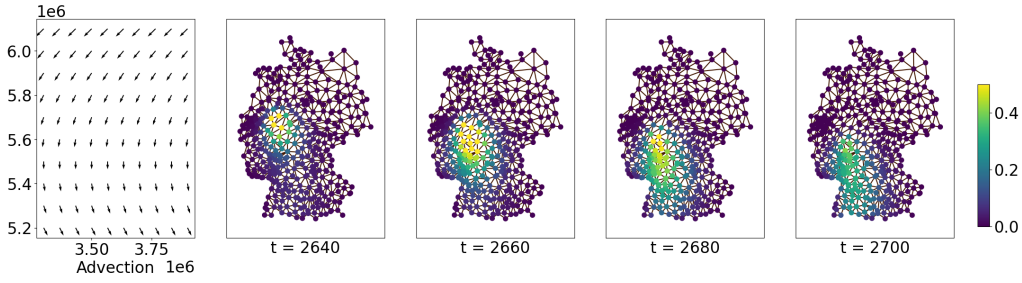 1e6
6.0
5.8
5.6
5.4
5.2
3.50 3.75
Advection 1e6
t = 2640
t = 2660
t = 2680
t = 2700
0.4
0.2
0.0